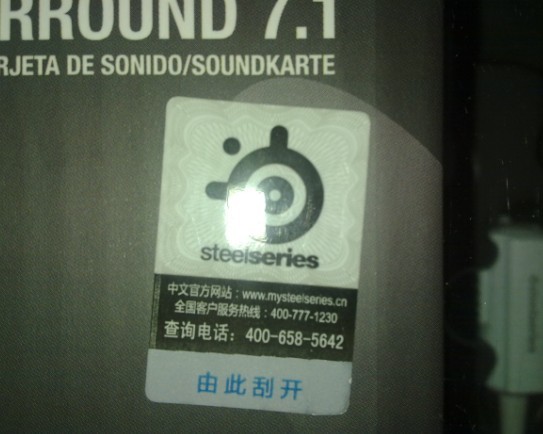 RROUND 7.1
RJETA DE SONIDO/SOUNDKARTE
steelseries
中文官方网站：www.mysteelseries.cn
全国客户服务热线：400-777-1230
查询电话：400-658-5642
由此刮开